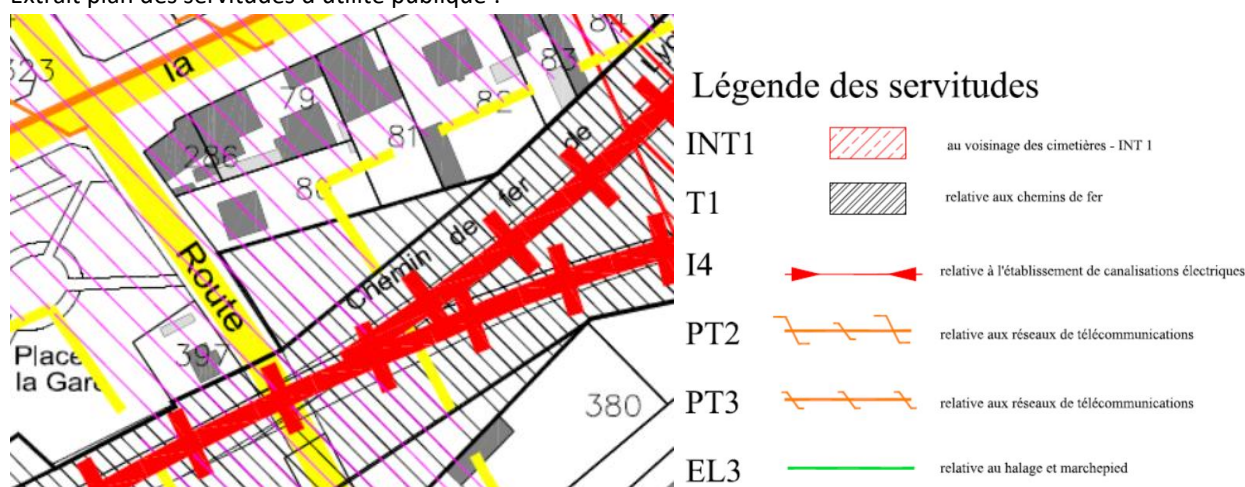 Extrait plan des servitudes d'utilité publique :
la
84
83
323
79
82
de
81
286
80
fer
de
Chemin
Route
Place
la Gare
397
380
Légende des servitudes
INT1 au voisinage des cimetières - INT 1
T1 relative aux chemins de fer
I4 relative à l'établissement de canalisations électriques
PT2 relative aux réseaux de télécommunications
PT3 relative aux réseaux de télécommunications
EL3 relative au halage et marchepied